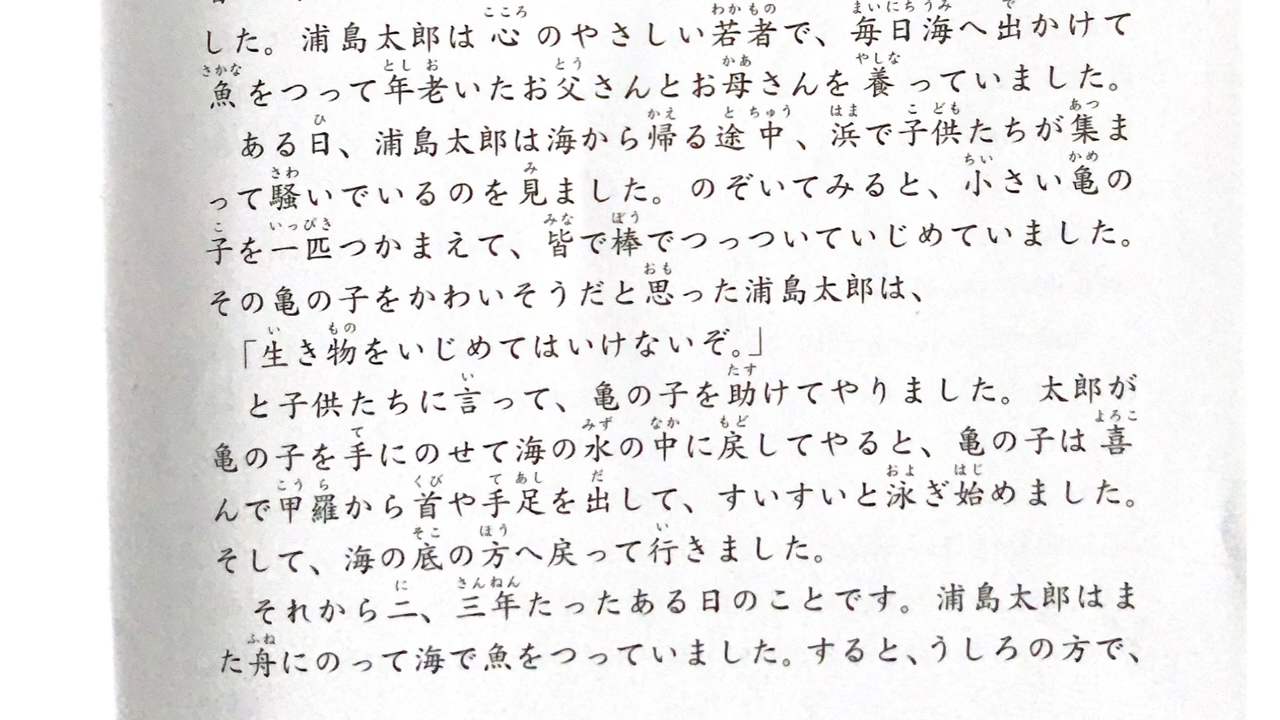 した。浦島太郎は心のやさしい若者で、毎日海へ出かけて
魚をつって年老いたお父さんとお母さんを養っていました。
ある日、浦島太郎は海から帰る途中、浜で子供たちが集ま
って騒いでいるのを見ました。のぞいてみると、小さい亀の
子を一匹つかまえて、皆で棒でつっついていじめていました。
その亀の子をかわいそうだと思った浦島太郎は、
「生き物をいじめてはいけないぞ。」
と子供たちに言って、亀の子を助けてやりました。太郎が
亀の子を手にのせて海の水の中に戻してやると、亀の子は喜
んで甲羅から首や手足を出して、すいすいと泳ぎ始めました。
そして、海の底の方へ戻って行きました。
それから二、三年たったある日のことです。浦島太郎はま
た舟にのって海で魚をつっていました。すると、うしろの方で、